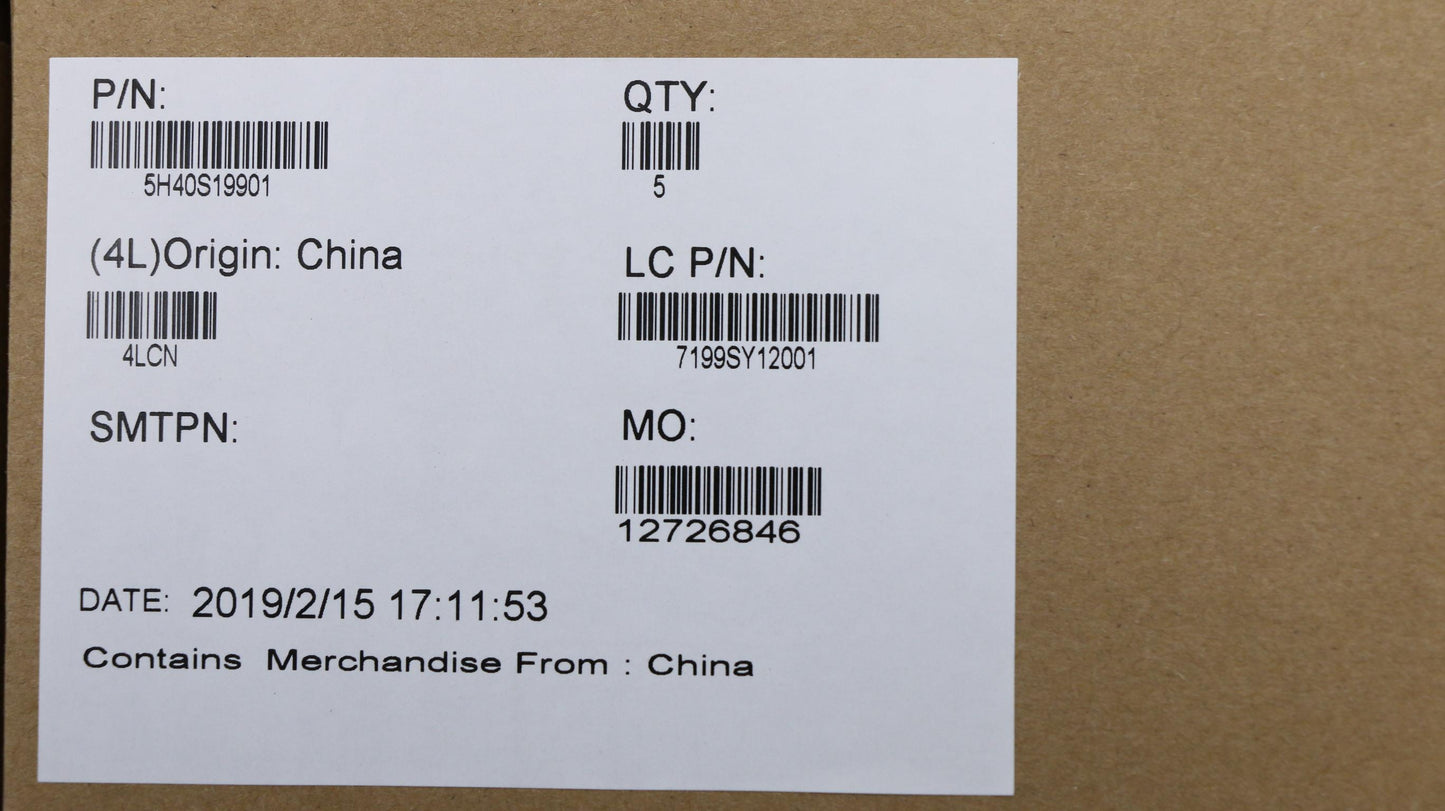 P/N:
5H40S19901
QTY:
5
(4L)Origin: China
4LCN
LC P/N:
7199SY12001
SMTPN:
MO:
12726846
DATE: 2019/2/15 17:11:53
Contains Merchandise From : China